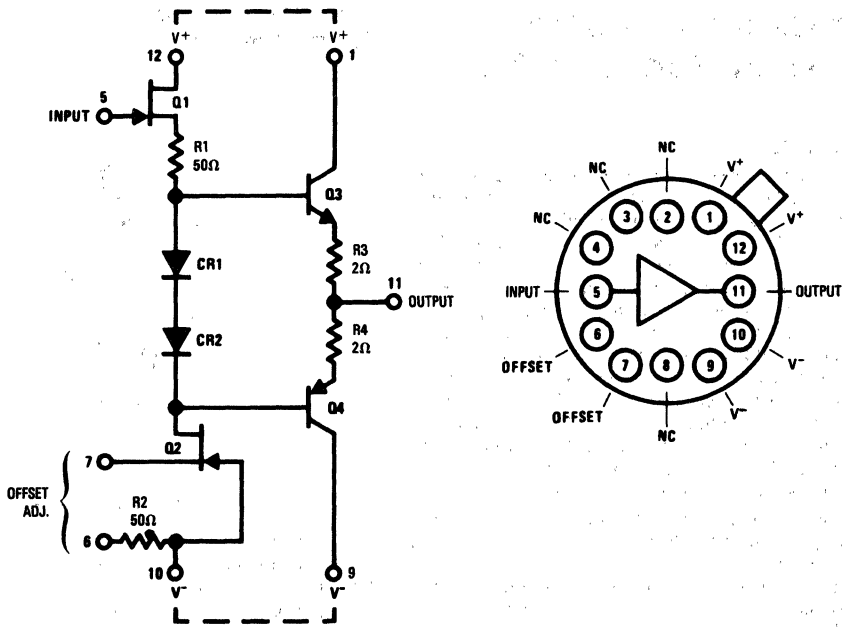 V+ V+
12 1
5 Q1
INPUT
R1
50Ω
Q3
CR1 R3
2Ω
11
OUTPUT
CR2 R4
2Ω
Q4
Q2
7
OFFSET
ADJ.
R2
50Ω
6
10 9
V- V-
NC
NC V+
NC V+
3 2 1
4 12
INPUT 5 11 OUTPUT
6 10
OFFSET 7 8 9 V-
OFFSET V-
NC